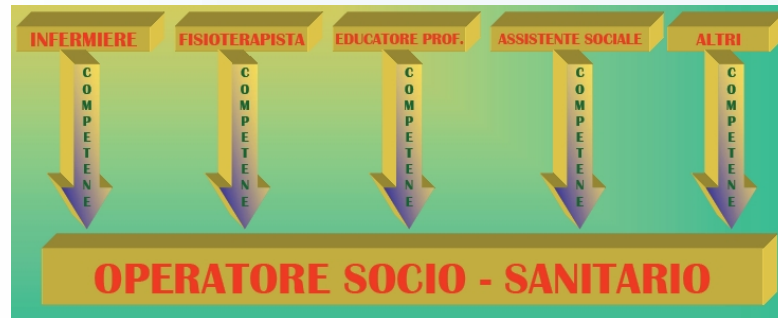 INFERMIERE
FISIOTERAPISTA
EDUCATORE PROF.
ASSISTENTE SOCIALE
ALTRI
COMPETENE
COMPETENE
COMPETENE
COMPETENE
COMPETENE
OPERATORE SOCIO - SANITARIO